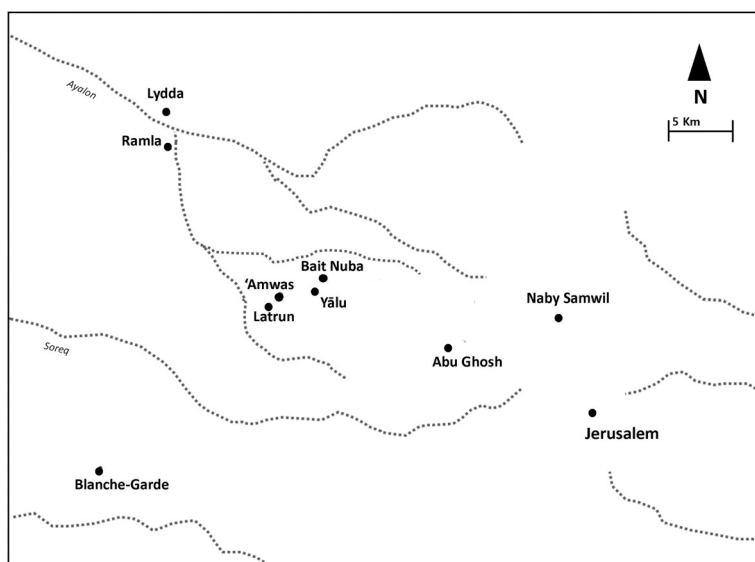 Ayalon
Lydda
Ramla
N
5 Km
Bait Nuba
‘Amwas
Yālu
Latrun
Naby Samwil
Soreq
Abu Ghosh
Jerusalem
Blanche-Garde